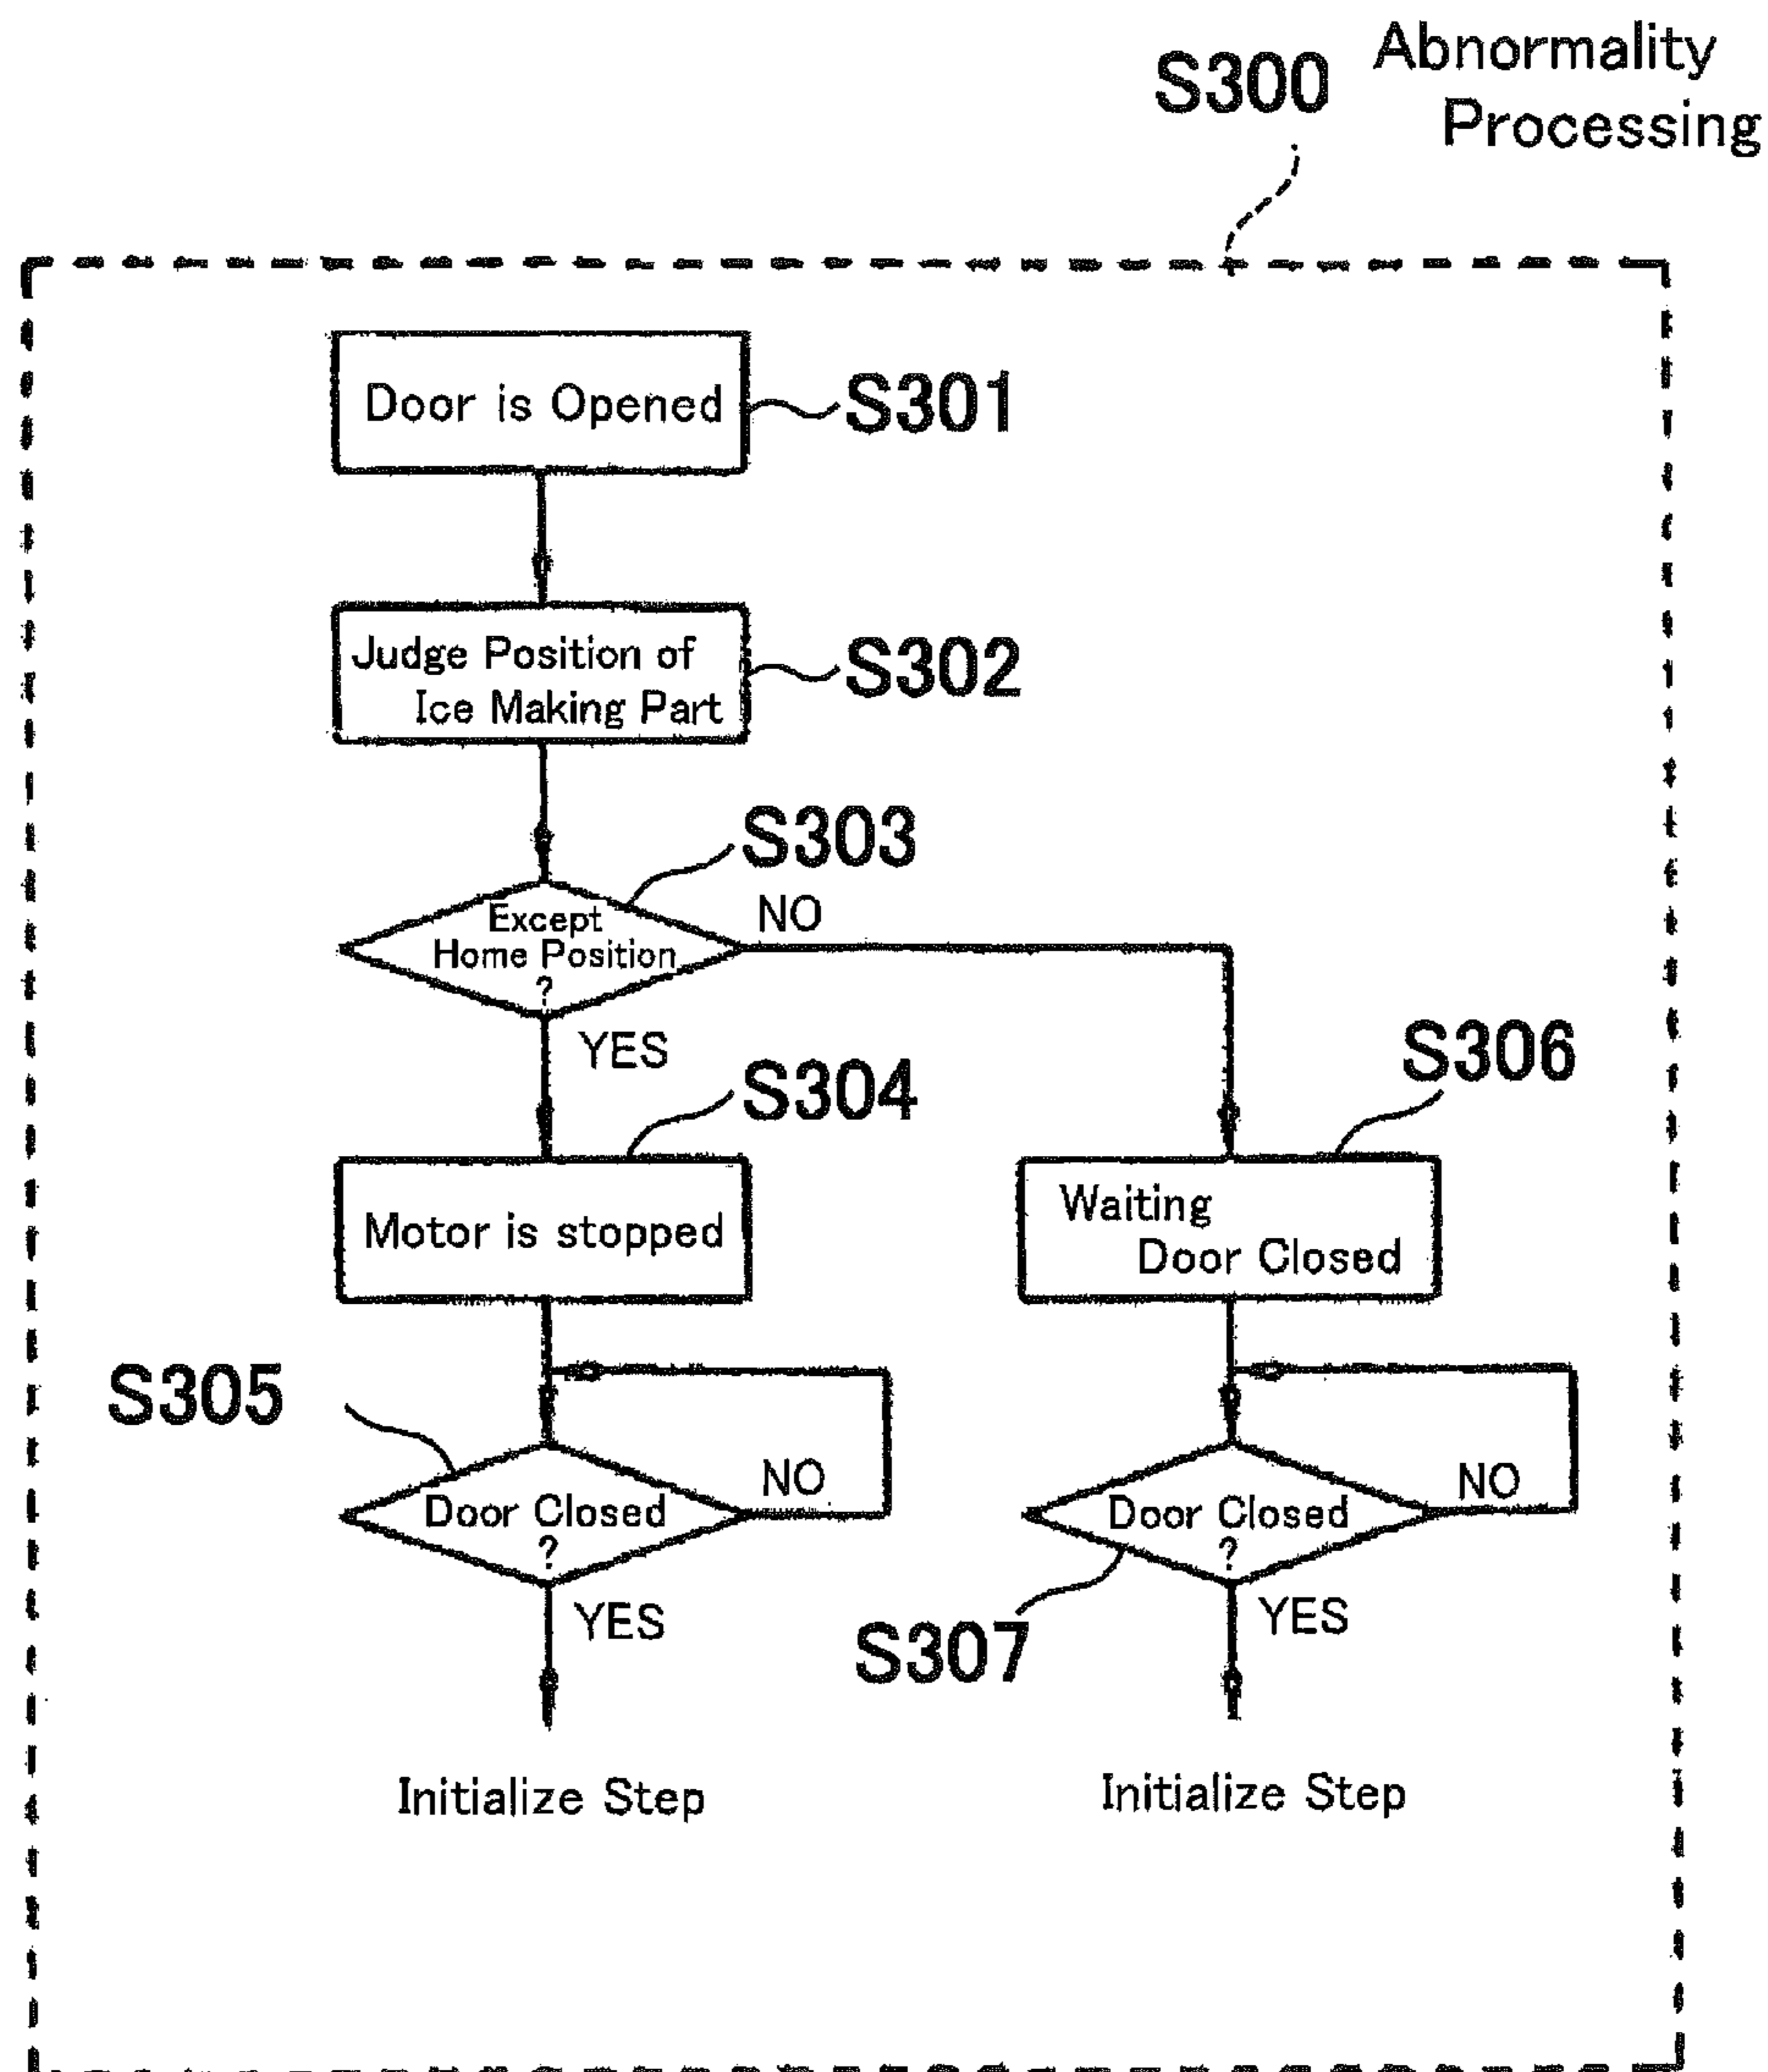 S300
Abnormality
Processing
Door is Opened
S301
Judge Position of
Ice Making Part
S302
S303
Except
Home Position
?
NO
YES
S304
S306
Motor is stopped
Waiting
Door Closed
S305
Door Closed
?
NO
Door Closed
?
NO
YES
S307
YES
Initialize Step
Initialize Step